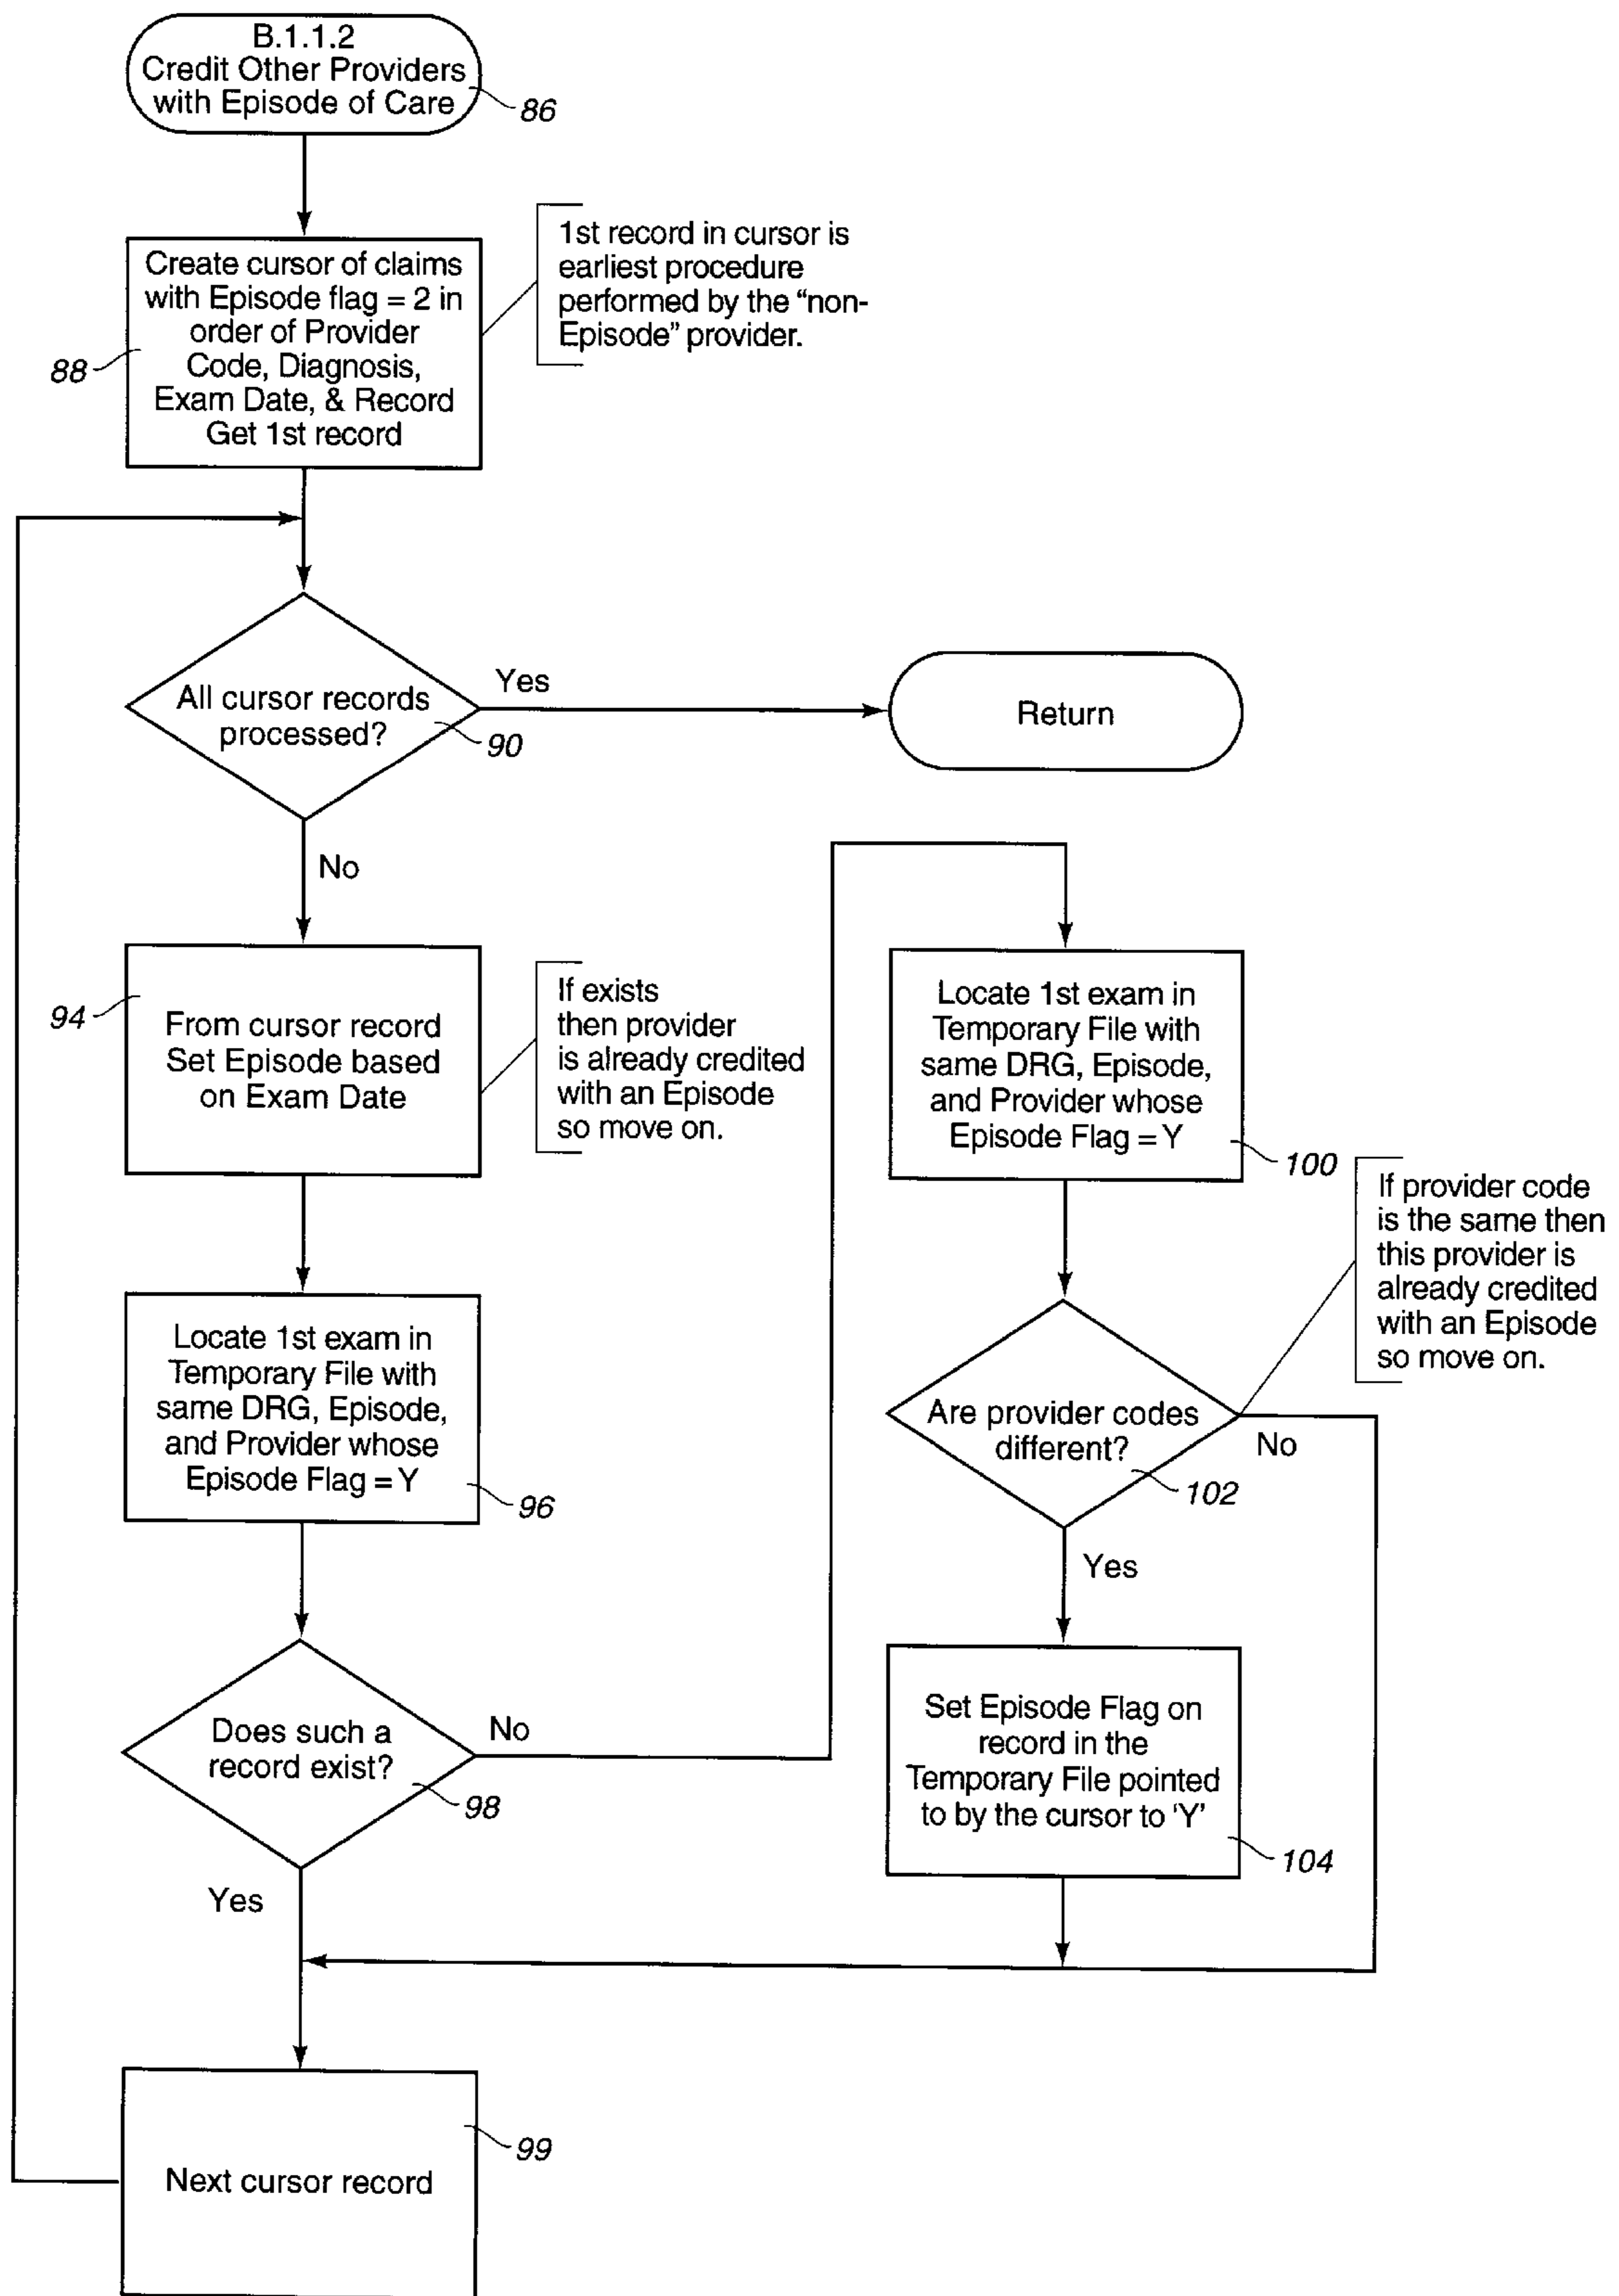 B.1.1.2
Credit Other Providers
with Episode of Care
86
Create cursor of claims
with Episode flag = 2 in
order of Provider
Code, Diagnosis,
Exam Date, & Record
Get 1st record
88
1st record in cursor is
earliest procedure
performed by the “non-
Episode” provider.
All cursor records
processed?
90
Yes
Return
No
From cursor record
Set Episode based
on Exam Date
94
If exists
then provider
is already credited
with an Episode
so move on.
Locate 1st exam in
Temporary File with
same DRG, Episode,
and Provider whose
Episode Flag = Y
96
Does such a
record exist?
98
No
Yes
Locate 1st exam in
Temporary File with
same DRG, Episode,
and Provider whose
Episode Flag = Y
100
If provider code
is the same then
this provider is
already credited
with an Episode
so move on.
Are provider codes
different?
102
No
Yes
Set Episode Flag on
record in the
Temporary File pointed
to by the cursor to ‘Y’
104
Next cursor record
99